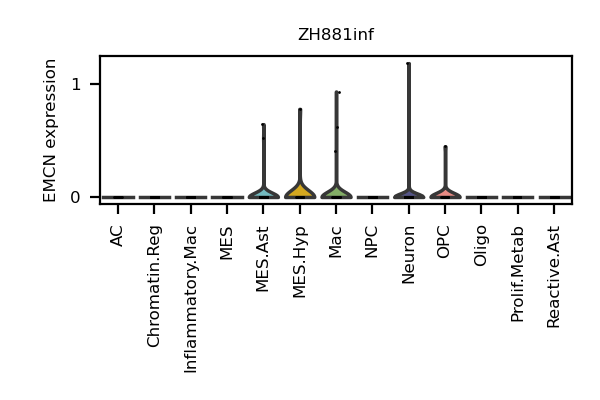 ZH881inf
EMCN expression
1
0
AC
Chromatin.Reg
Inflammatory.Mac
MES
MES.Ast
MES.Hyp
Mac
NPC
Neuron
OPC
Oligo
Prolif.Metab
Reactive.Ast